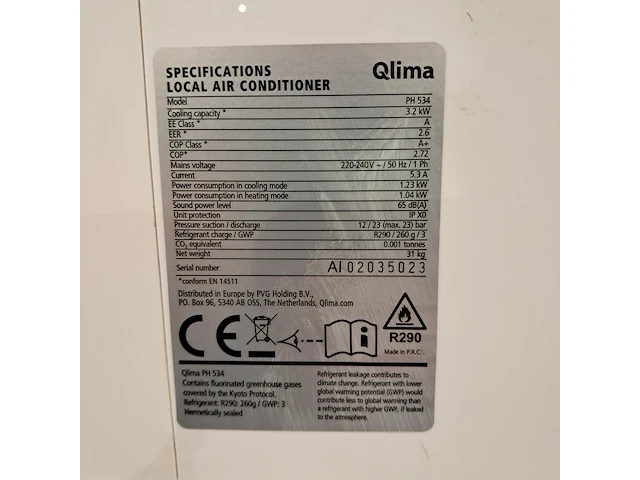 SPECIFICATIONS
LOCAL AIR CONDITIONER
Qlima
Model PH 534
Cooling capacity * 3.2 kW
EE Class * A
EER * 2.6
COP Class * A+
COP* 2.72
Mains voltage 220-240V ~ / 50 Hz / 1 Ph
Current 5.3 A
Power consumption in cooling mode 1.23 kW
Power consumption in heating mode 1.04 kW
Sound power level 65 dB(A)
Unit protection IP X0
Pressure suction / discharge 12 / 23 (max. 23) bar
Refrigerant charge / GWP R290 / 260 g / 3
CO₂ equivalent 0.001 tonnes
Net weight 31 kg
Serial number AI 02035023
*conform EN 14511
Distributed in Europe by PVG Holding B.V.,
PO. Box 96, 5340 AB OSS, The Netherlands, Qlima.com
CE
R290
Made in P.R.C.
Qlima PH 534
Contains fluorinated greenhouse gases
covered by the Kyoto Protocol.
Refrigerant: R290: 260g / GWP: 3
Hermetically sealed
Refrigerant leakage contributes to
climate change. Refrigerant with lower
global warming potential (GWP) would
contribute less to global warming than
a refrigerant with higher GWP, if leaked
to the atmosphere.